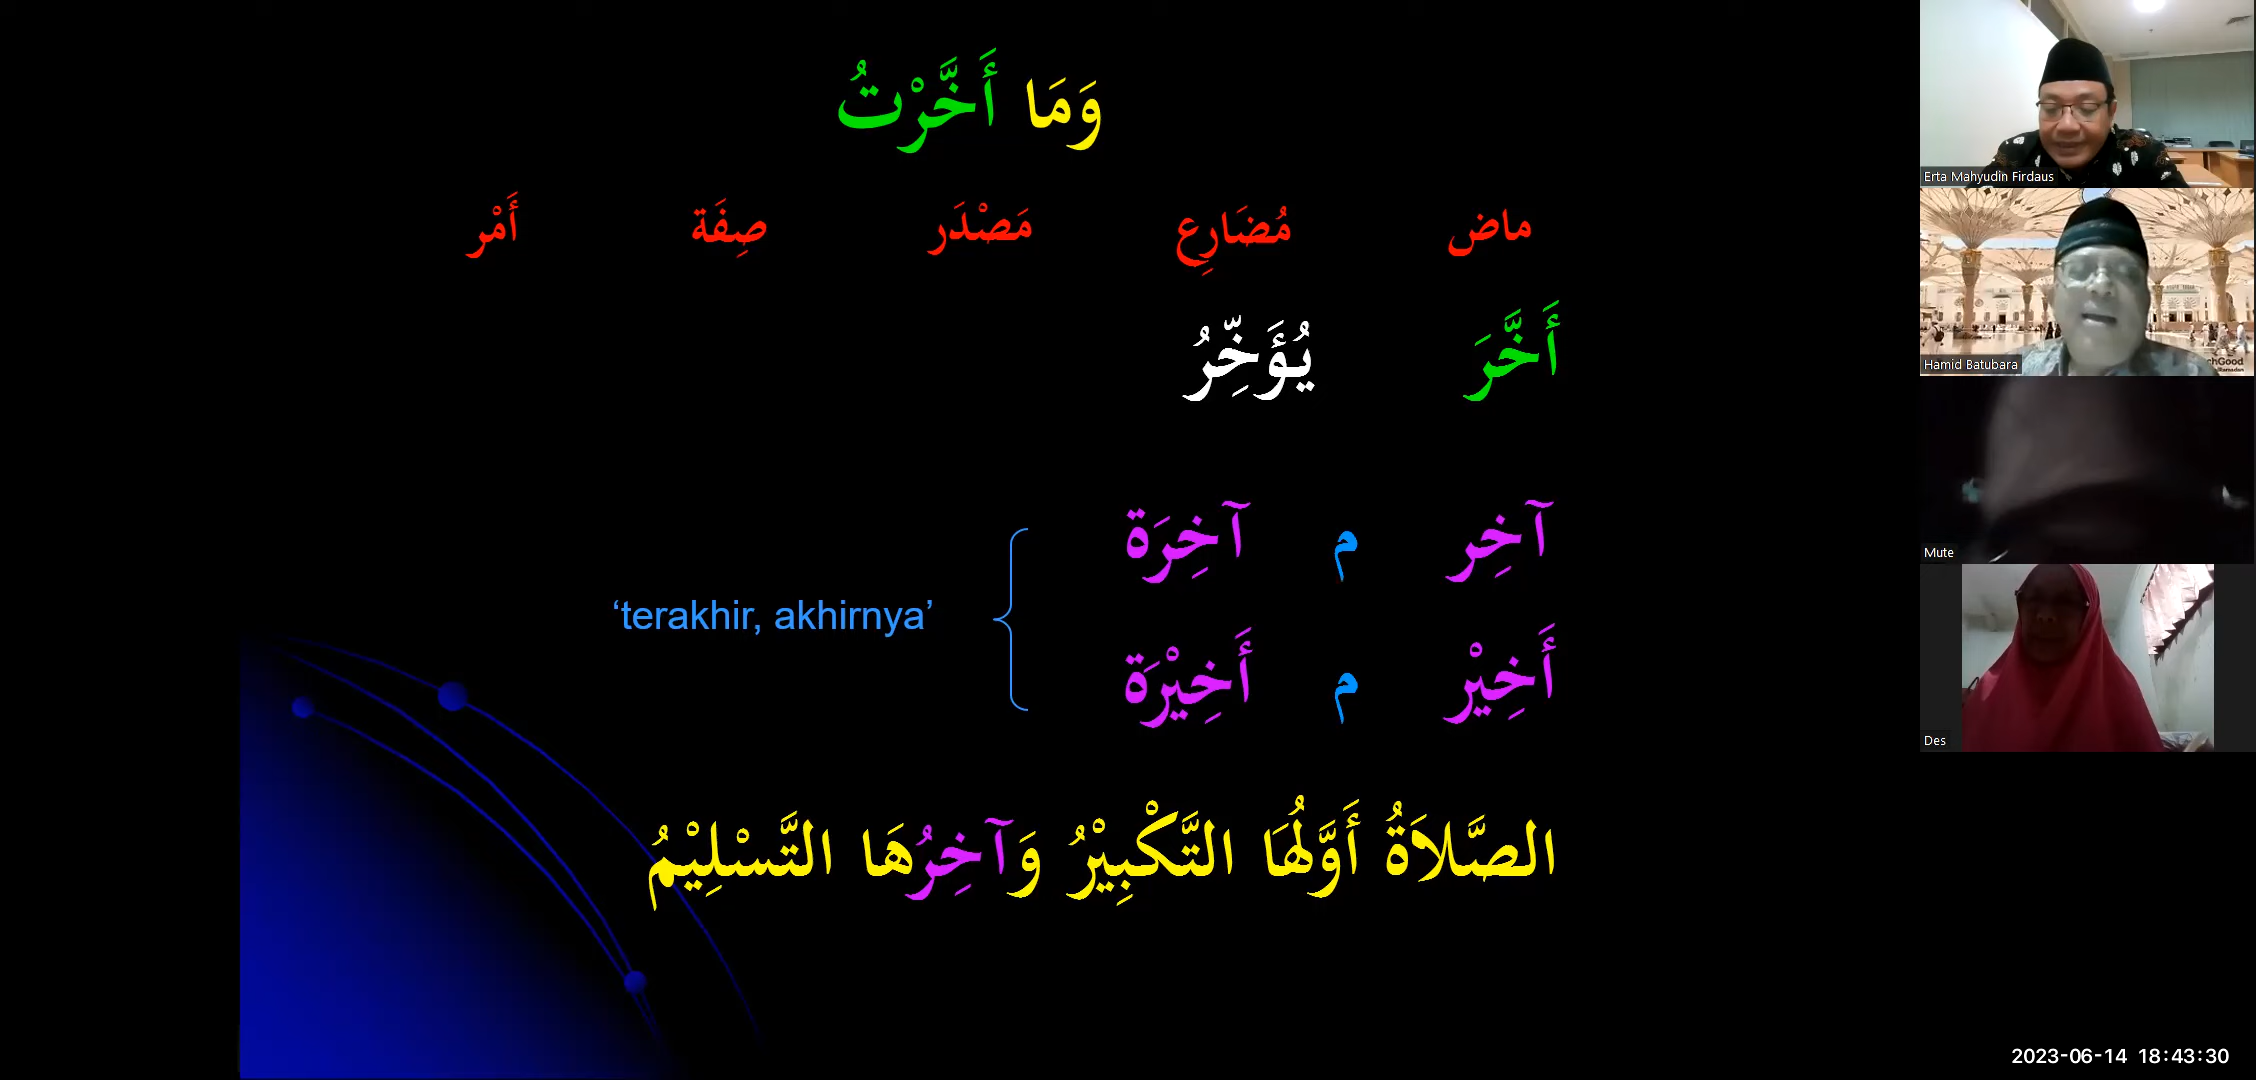 وَمَا أَخَّرْتُ
ماض مُضَارِع مَصْدَر صِفَة أَمْر
أَخَّرَ يُؤَخِّرُ
آخِر م آخِرَة
‘terakhir, akhirnya’
أَخِيْر م أَخِيْرَة
الصَّلاَةُ أَوَّلُهَا التَّكْبِيْرُ وَآخِرُهَا التَّسْلِيْمُ
Erta Mahyudin Firdaus
Hamid Batubara
Mute
Des
2023-06-14 18:43:30